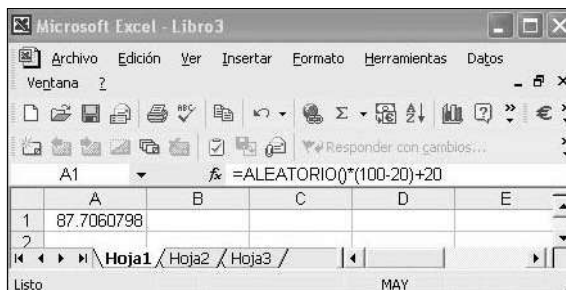 Microsoft Excel - Libro3
Archivo Edición Ver Insertar Formato Herramientas Datos
Ventana ?
Responder con cambios...
A1 fx =ALEATORIO()*(100-20)+20
A B C D E
1 87.7060798
2
Hoja1 Hoja2 Hoja3
Listo MAY